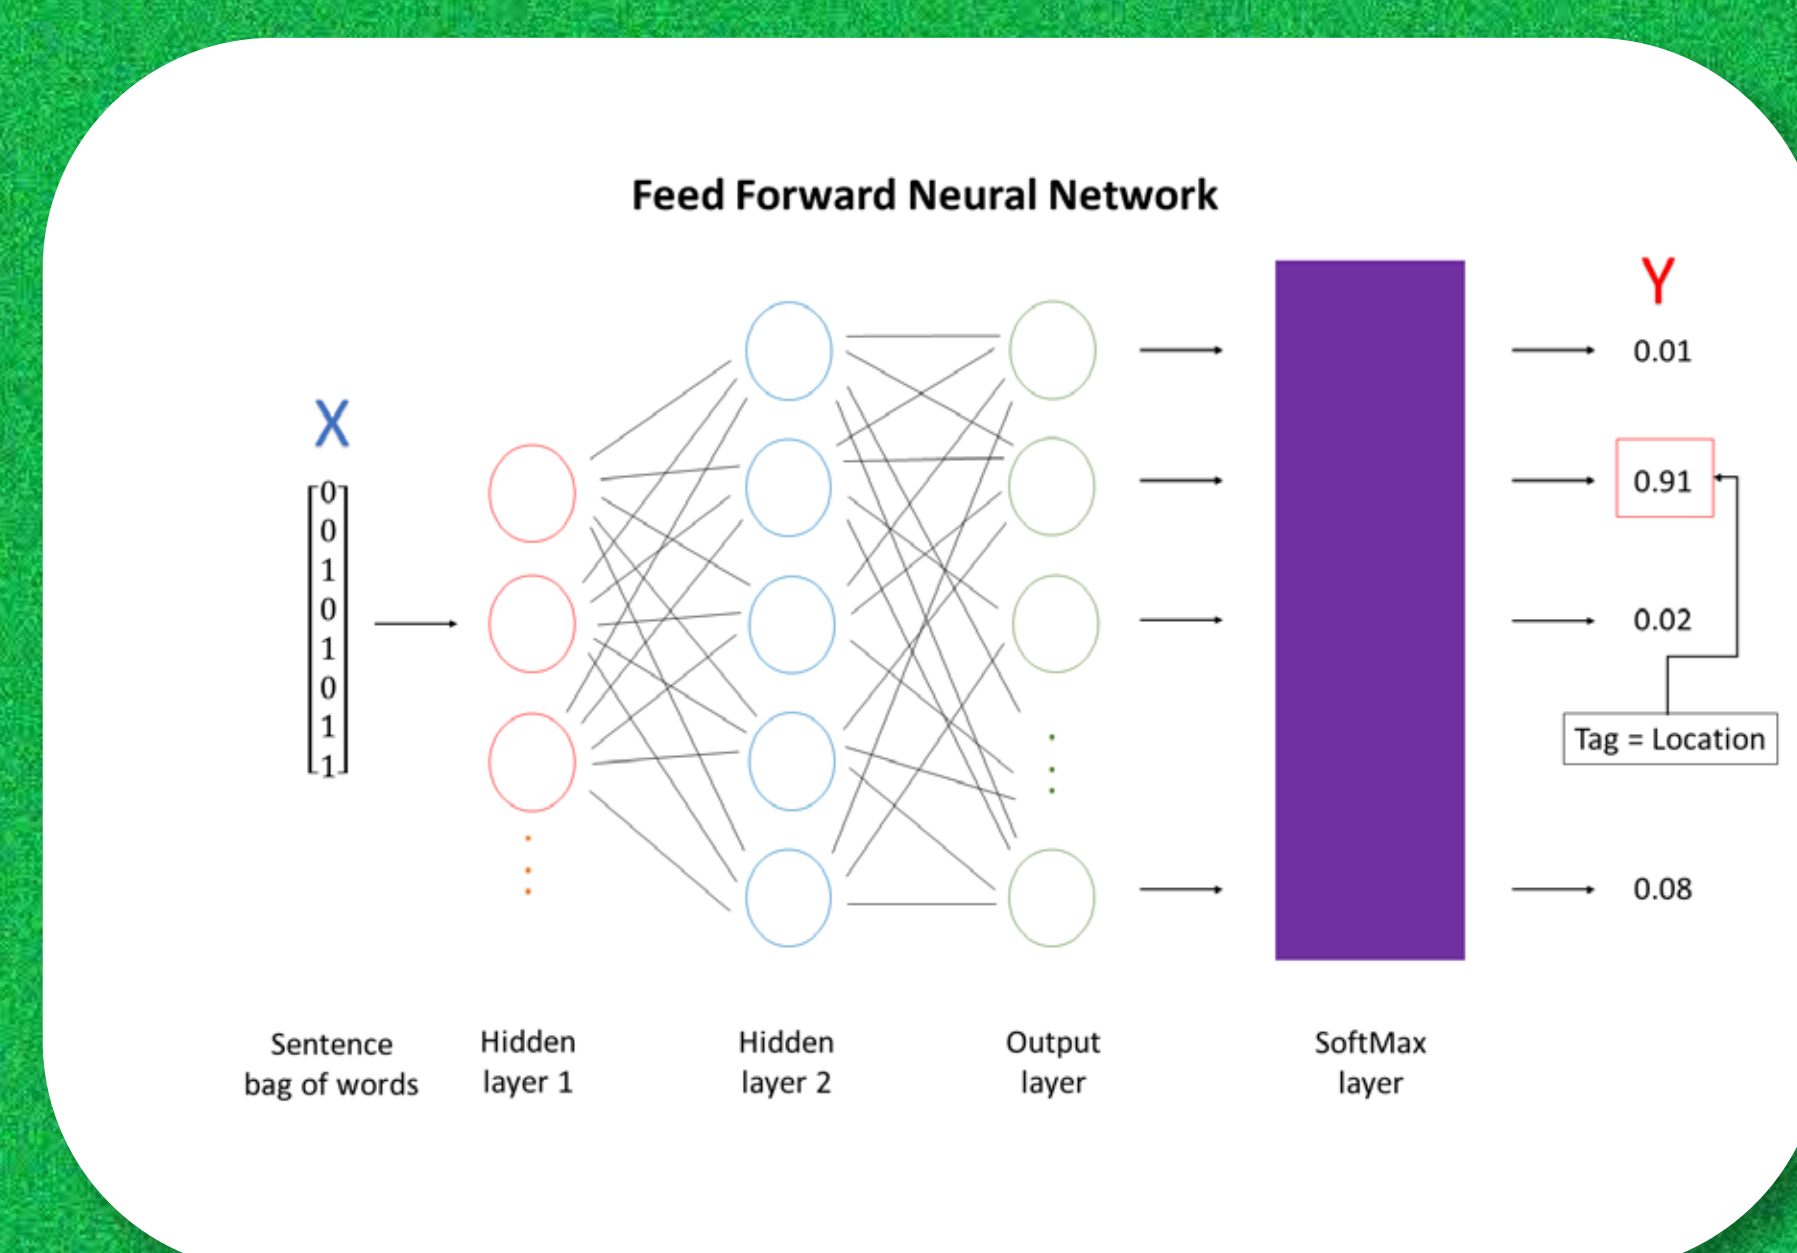 Feed Forward Neural Network
X
0
0
1
0
1
0
1
1
Y
0.01
0.91
0.02
Tag = Location
0.08
Sentence
bag of words
Hidden
layer 1
Hidden
layer 2
Output
layer
SoftMax
layer